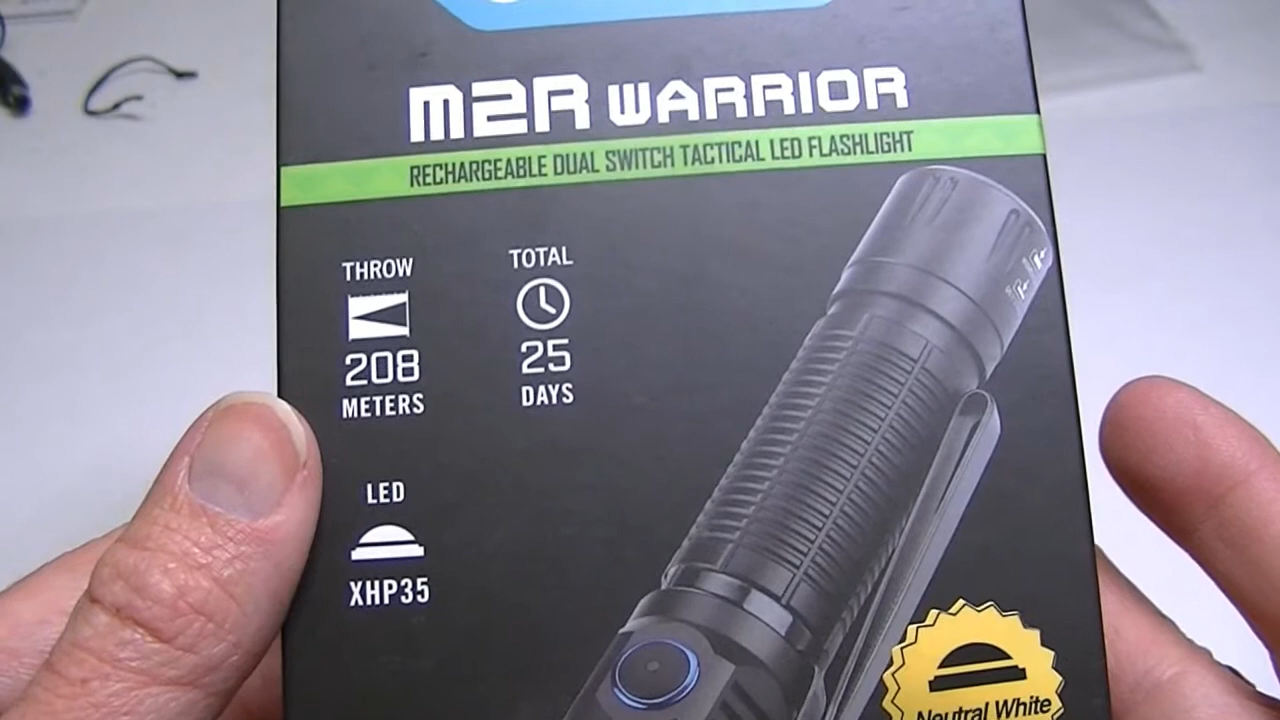 M2R WARRIOR
RECHARGEABLE DUAL SWITCH TACTICAL LED FLASHLIGHT
THROW
208
METERS
TOTAL
25
DAYS
LED
XHP35
Neutral White